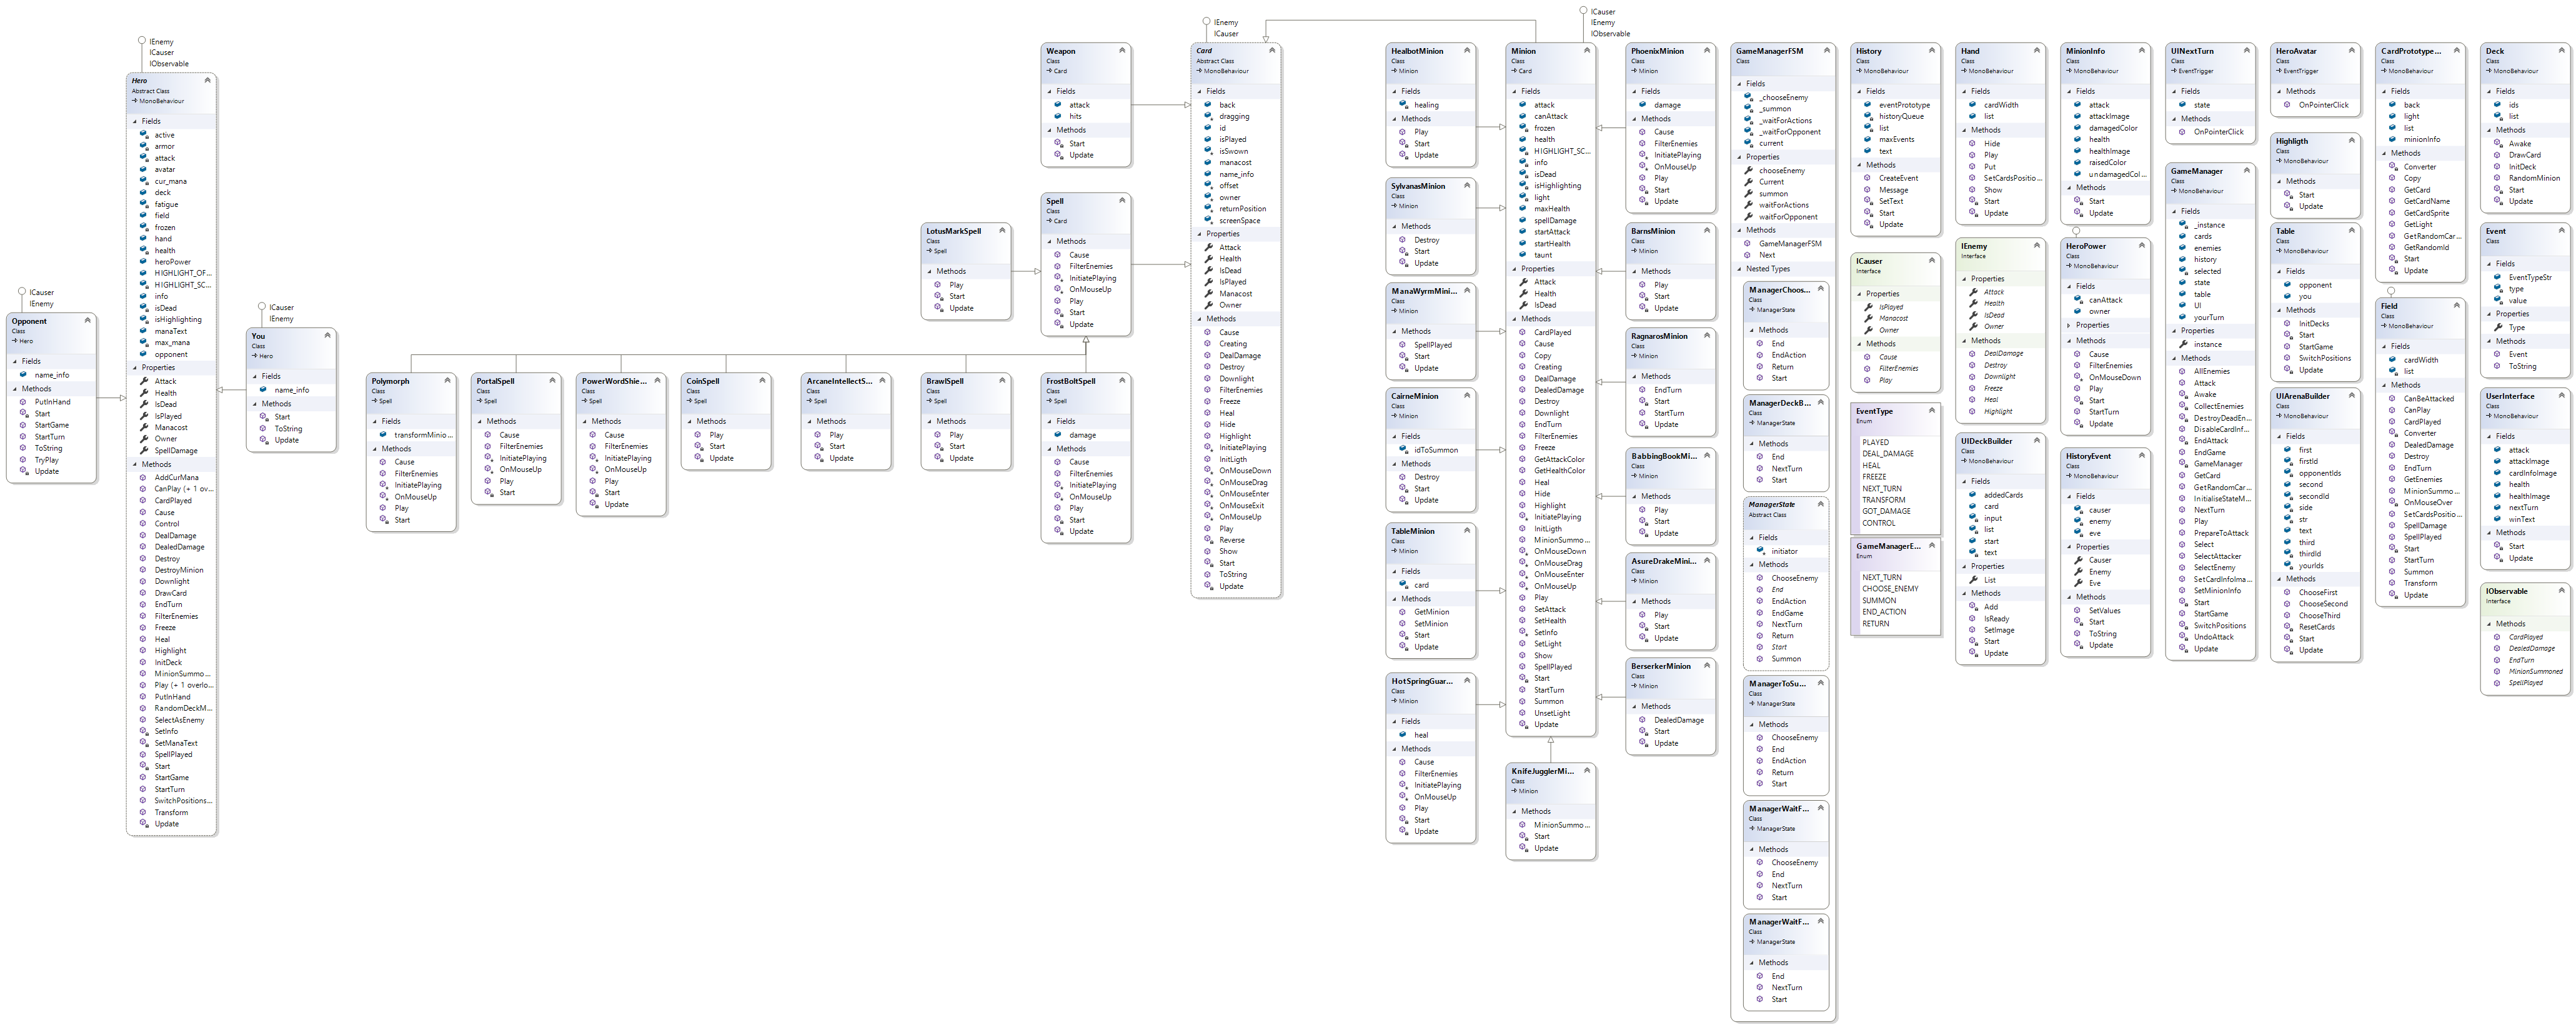 IEnemy
ICauser
IObservable
Hero
Abstract Class
MonoBehaviour
Fields
active
armor
attack
avatar
cur_mana
deck
fatigue
field
frozen
hand
health
heroPower
HIGHLIGHT_OF...
HIGHLIGHT_SC...
info
isDead
isHighlighting
manaText
max_mana
opponent
Properties
Attack
Health
IsDead
IsPlayed
Manacost
Owner
SpellDamage
Methods
AddCurMana
CanPlay (+ 1 ov...
CardPlayed
Cause
Control
DealDamage
DealedDamage
Destroy
DestroyMinion
Downlight
DrawCard
EndTurn
FilterEnemies
Freeze
Heal
Highlight
InitDeck
MinionSummo...
Play (+ 1 overlo...
PutInHand
RandomDeckM...
SelectAsEnemy
SetInfo
SetManaText
SpellPlayed
Start
StartGame
StartTurn
SwitchPositions...
Transform
Update
ICauser
IEnemy
Opponent
Class
Hero
Fields
name_info
Methods
PutInHand
Start
StartGame
StartTurn
ToString
TryPlay
Update
ICauser
IEnemy
You
Class
Hero
Fields
name_info
Methods
Start
ToString
Update
Polymorph
Class
Spell
Fields
transformMinio...
Methods
Cause
FilterEnemies
InitiatePlaying
OnMouseUp
Play
Start
PortalSpell
Class
Spell
Methods
Cause
FilterEnemies
InitiatePlaying
OnMouseUp
Play
Start
PowerWordShie...
Class
Spell
Methods
Cause
FilterEnemies
InitiatePlaying
OnMouseUp
Play
Start
Update
CoinSpell
Class
Spell
Methods
Play
Start
Update
ArcaneIntellectS...
Class
Spell
Methods
Play
Start
Update
BrawlSpell
Class
Spell
Methods
Play
Start
Update
FrostBoltSpell
Class
Spell
Fields
damage
Methods
Cause
FilterEnemies
InitiatePlaying
OnMouseUp
Play
Start
Update
LotusMarkSpell
Class
Spell
Methods
Play
Start
Update
Weapon
Class
Card
Fields
attack
hits
Methods
Start
Update
Spell
Class
Card
Methods
Cause
FilterEnemies
InitiatePlaying
OnMouseUp
Play
Start
Update
IEnemy
ICauser
Card
Abstract Class
MonoBehaviour
Fields
back
dragging
id
isPlayed
isSwown
manacost
name_info
offset
owner
returnPosition
screenSpace
Properties
Attack
Health
IsDead
IsPlayed
Manacost
Owner
Methods
Cause
Creating
DealDamage
Destroy
Downlight
FilterEnemies
Freeze
Heal
Hide
Highlight
InitiatePlaying
InitLigth
OnMouseDown
OnMouseDrag
OnMouseEnter
OnMouseExit
OnMouseUp
Play
Reverse
Show
Start
ToString
Update
HealbotMinion
Class
Minion
Fields
healing
Methods
Play
Start
Update
SylvanasMinion
Class
Minion
Methods
Destroy
Start
Update
ManaWyrmMini...
Class
Minion
Methods
SpellPlayed
Start
Update
CairneMinion
Class
Minion
Fields
idToSummon
Methods
Destroy
Start
Update
TableMinion
Class
Minion
Fields
card
Methods
GetMinion
SetMinion
Start
Update
HotSpringGuar...
Class
Minion
Fields
heal
Methods
Cause
FilterEnemies
InitiatePlaying
OnMouseUp
Play
Start
Update
ICauser
IEnemy
IObservable
Minion
Class
Card
Fields
attack
canAttack
frozen
health
HIGHLIGHT_SC...
info
isDead
isHighlighting
light
maxHealth
spellDamage
startAttack
startHealth
taunt
Properties
Attack
Health
IsDead
Methods
CardPlayed
Cause
Copy
Creating
DealDamage
DealedDamage
Destroy
Downlight
EndTurn
FilterEnemies
Freeze
GetAttackColor
GetHealthColor
Heal
Hide
Highlight
InitiatePlaying
InitLigth
MinionSummo...
OnMouseDown
OnMouseDrag
OnMouseEnter
OnMouseUp
Play
SetAttack
SetHealth
SetInfo
SetLight
Show
SpellPlayed
Start
StartTurn
Summon
UnsetLight
Update
KnifeJugglerMi...
Class
Minion
Methods
MinionSummo...
Start
Update
PhoenixMinion
Class
Minion
Fields
damage
Methods
Cause
FilterEnemies
InitiatePlaying
OnMouseUp
Play
Start
Update
BarnsMinion
Class
Minion
Methods
Play
Start
Update
RagnarosMinion
Class
Minion
Methods
EndTurn
Start
StartTurn
Update
BabbingBookMi...
Class
Minion
Methods
Play
Start
Update
AsureDrakeMini...
Class
Minion
Methods
Play
Start
Update
BerserkerMinion
Class
Minion
Methods
DealedDamage
Start
Update
GameManagerFSM
Class
Fields
_chooseEnemy
_summon
_waitForActions
_waitForOpponent
current
Properties
chooseEnemy
Current
summon
waitForActions
waitForOpponent
Methods
GameManagerFSM
Next
Nested Types
ManagerChoos...
Class
ManagerState
Methods
End
EndAction
Return
Start
ManagerDeckB...
Class
ManagerState
Methods
End
NextTurn
Start
ManagerState
Abstract Class
Fields
initiator
Methods
ChooseEnemy
End
EndAction
EndGame
NextTurn
Return
Start
Summon
ManagerToSu...
Class
ManagerState
Methods
ChooseEnemy
End
EndAction
Return
Start
ManagerWaitF...
Class
ManagerState
Methods
ChooseEnemy
End
NextTurn
Start
ManagerWaitF...
Class
ManagerState
Methods
End
NextTurn
Start
History
Class
MonoBehaviour
Fields
eventPrototype
historyQueue
list
maxEvents
text
Methods
CreateEvent
Message
SetText
Start
Update
ICauser
Interface
Properties
IsPlayed
Manacost
Owner
Methods
Cause
FilterEnemies
Play
EventType
Enum
PLAYED
DEAL_DAMAGE
HEAL
FREEZE
NEXT_TURN
TRANSFORM
GOT_DAMAGE
CONTROL
GameManagerE...
Enum
NEXT_TURN
CHOOSE_ENEMY
SUMMON
END_ACTION
RETURN
Hand
Class
MonoBehaviour
Fields
cardWidth
list
Methods
Hide
Play
Put
SetCardsPositio...
Show
Start
Update
IEnemy
Interface
Properties
Attack
Health
IsDead
Owner
Methods
DealDamage
Destroy
Downlight
Freeze
Heal
Highlight
UIDeckBuilder
Class
MonoBehaviour
Fields
addedCards
card
input
list
start
text
Properties
List
Methods
Add
IsReady
SetImage
Start
Update
MinionInfo
Class
MonoBehaviour
Fields
attack
attackImage
damagedColor
health
healthImage
raisedColor
undamagedCol...
Methods
Start
Update
HeroPower
Class
MonoBehaviour
Fields
canAttack
owner
Properties
Methods
Cause
FilterEnemies
OnMouseDown
Play
Start
StartTurn
Update
HistoryEvent
Class
MonoBehaviour
Fields
causer
enemy
eve
Properties
Causer
Enemy
Eve
Methods
SetValues
Start
ToString
Update
UINextTurn
Class
EventTrigger
Fields
state
Methods
OnPointerClick
GameManager
Class
MonoBehaviour
Fields
_instance
cards
enemies
history
selected
state
table
UI
yourTurn
Properties
instance
Methods
AllEnemies
Attack
Awake
CollectEnemies
DestroyDeadEn...
DisableCardInf...
EndAttack
EndGame
GameManager
GetCard
GetRandomCar...
InitialiseStateM...
NextTurn
Play
PrepareToAttack
Select
SelectAttacker
SelectEnemy
SetCardInfoIma...
SetMinionInfo
Start
StartGame
SwitchPositions
UndoAttack
Update
HeroAvatar
Class
EventTrigger
Methods
OnPointerClick
Highligth
Class
MonoBehaviour
Methods
Start
Update
Table
Class
MonoBehaviour
Fields
opponent
you
Methods
InitDecks
Start
StartGame
SwitchPositions
Update
UIArenaBuilder
Class
MonoBehaviour
Fields
first
firstId
opponentIds
second
secondId
side
str
text
third
thirdId
yourIds
Methods
ChooseFirst
ChooseSecond
ChooseThird
ResetCards
Start
Update
CardPrototype...
Class
MonoBehaviour
Fields
back
light
list
minionInfo
Methods
Converter
Copy
GetCard
GetCardName
GetCardSprite
GetLight
GetRandomCar...
GetRandomId
Start
Update
Field
Class
MonoBehaviour
Fields
cardWidth
list
Methods
CanBeAttacked
CanPlay
CardPlayed
Converter
DealedDamage
Destroy
EndTurn
GetEnemies
MinionSummo...
OnMouseOver
SetCardsPositio...
SpellDamage
SpellPlayed
Start
StartTurn
Summon
Transform
Update
Deck
Class
MonoBehaviour
Fields
ids
list
Methods
Awake
DrawCard
InitDeck
RandomMinion
Start
Update
Event
Class
Fields
EventTypeStr
type
value
Properties
Type
Methods
Event
ToString
UserInterface
Class
MonoBehaviour
Fields
attack
attackImage
cardInfoImage
health
healthImage
nextTurn
winText
Methods
Start
Update
IObservable
Interface
Methods
CardPlayed
DealedDamage
EndTurn
MinionSummoned
SpellPlayed